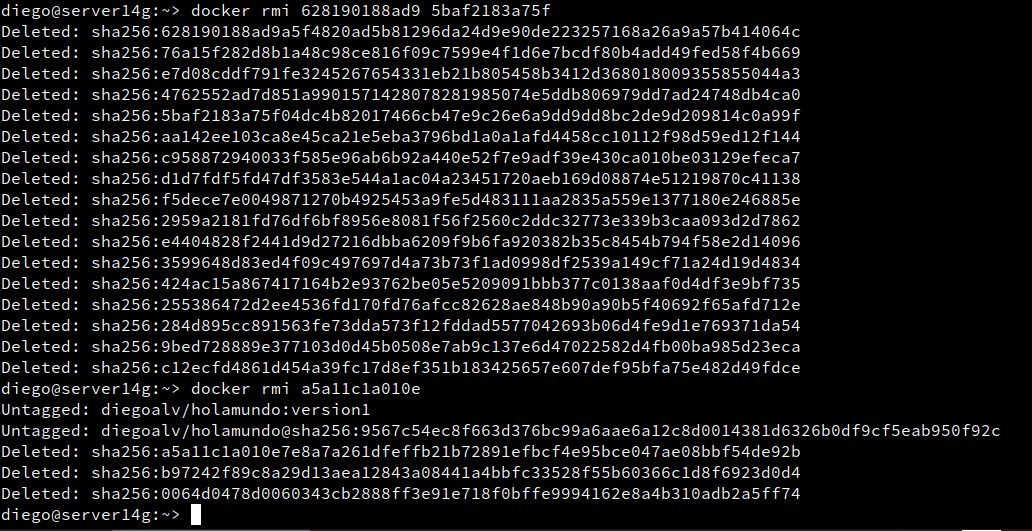 diego@server14g:~> docker rmi 628190188ad9 5baf2183a75f
Deleted: sha256:628190188ad9a5f4820ad5b81296da24d9e90de223257168a26a9a57b414064c
Deleted: sha256:76a15f282d8b1a48c98ce816f09c7599e4f1d6e7bcdf80b4add49fed58f4b669
Deleted: sha256:e7d08cddf791fe3245267654331eb21b805458b3412d368018009355855044a3
Deleted: sha256:4762552ad7d851a9901571428078281985074e5ddb806979dd7ad24748db4ca0
Deleted: sha256:5baf2183a75f04dc4b82017466cb47e9c26e6a9dd9dd8bc2de9d209814c0a99f
Deleted: sha256:aa142ee103ca8e45ca21e5eba3796bd1a0a1afd4458cc10112f98d59ed12f144
Deleted: sha256:c958872940033f585e96ab6b92a440e52f7e9adf39e430ca010be03129efeca7
Deleted: sha256:d1d7fdf5fd47df3583e544a1ac04a23451720aeb169d08874e51219870c41138
Deleted: sha256:f5dece7e0049871270b4925453a9fe5d483111aa2835a559e1377180e246885e
Deleted: sha256:2959a2181fd76df6bf8956e8081f56f2560c2ddc32773e339b3caa093d2d7862
Deleted: sha256:e4404828f2441d9d27216dbba6209f9b6fa920382b35c8454b794f58e2d14096
Deleted: sha256:3599648d83ed4f09c497697d4a73b73f1ad0998df2539a149cf71a24d19d4834
Deleted: sha256:424ac15a867417164b2e93762be05e5209091bbb377c0138aaf0d4df3e9bf735
Deleted: sha256:255386472d2ee4536fd170fd76afcc82628ae848b90a90b5f40692f65afd712e
Deleted: sha256:284d895cc891563fe73dda573f12fddad5577042693b06d4fe9d1e769371da54
Deleted: sha256:9bed728889e377103d0d45b0508e7ab9c137e6d47022582d4fb00ba985d23eca
Deleted: sha256:c12ecfd4861d454a39fc17d8ef351b183425657e607def95bfa75e482d49fdce
diego@server14g:~> docker rmi a5a11c1a010e
Untagged: diegoalv/holamundo:version1
Untagged: diegoalv/holamundo@sha256:9567c54ec8f663d376bc99a6aae6a12c8d0014381d6326b0df9cf5eab950f92c
Deleted: sha256:a5a11c1a010e7e8a7a261dfeffb21b72891efbcf4e95bce047ae08bbf54de92b
Deleted: sha256:b97242f89c8a29d13aea12843a08441a4bbfc33528f55b60366c1d8f6923d0d4
Deleted: sha256:0064d0478d0060343cb2888ff3e91e718f0bffe9994162e8a4b310adb2a5ff74
diego@server14g:~>